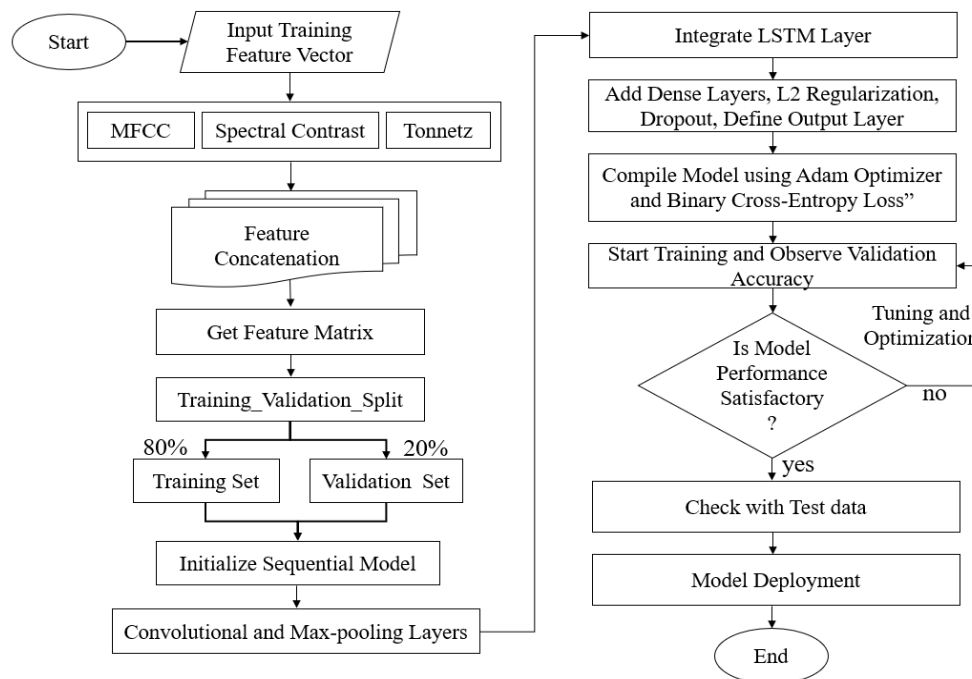 Start
Input Training
Feature Vector
MFCC
Spectral Contrast
Tonnetz
Feature
Concatenation
Get Feature Matrix
Training_Validation_Split
80%
20%
Training Set
Validation Set
Initialize Sequential Model
Convolutional and Max-pooling Layers
Integrate LSTM Layer
Add Dense Layers, L2 Regularization,
Dropout, Define Output Layer
Compile Model using Adam Optimizer
and Binary Cross-Entropy Loss”
Start Training and Observe Validation
Accuracy
Tuning and
Optimization
Is Model
Performance
Satisfactory
?
no
yes
Check with Test data
Model Deployment
End